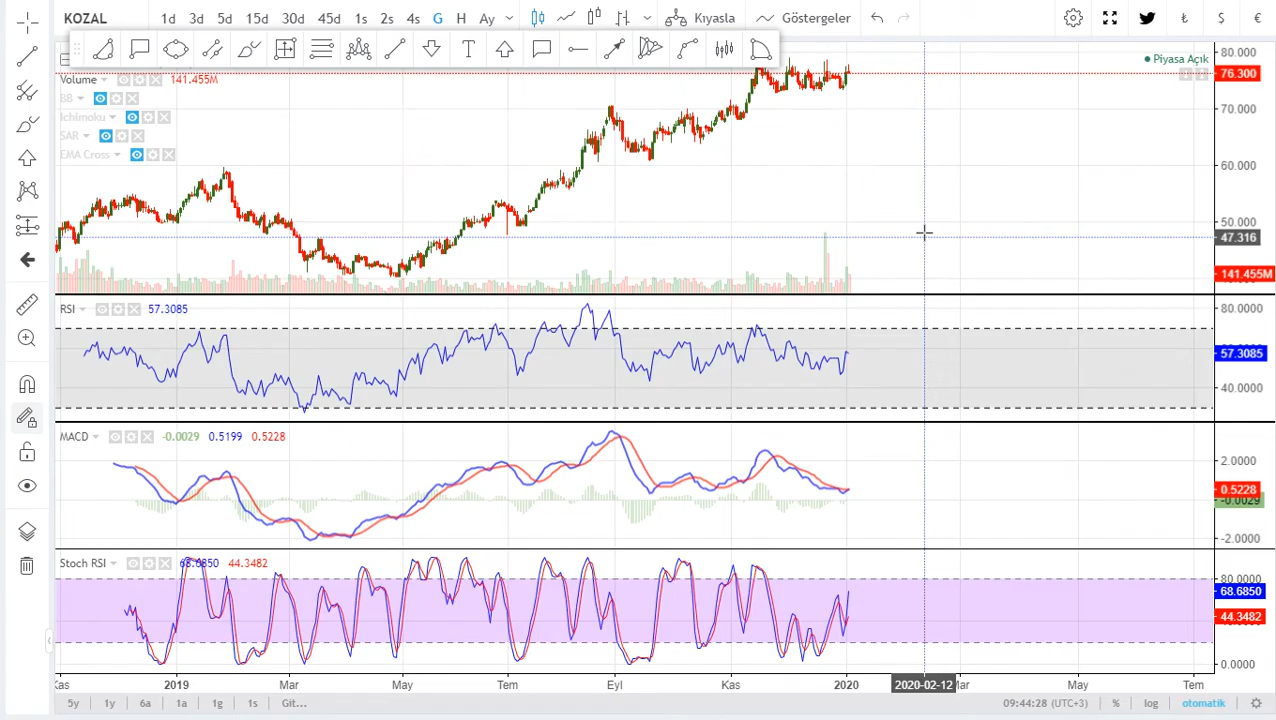 KOZAL 1d 3d 5d 15d 30d 45d 1s 2s 4s G H Ay Kıyasla Göstergeler ₺ $ €
80.000
Piyasa Açık
76.300
Volume 141.455M
BB
Ichimoku
70.000
SAR
EMA Cross
60.000
50.000
47.316
141.455M
RSI 57.3085
80.0000
57.3085
40.0000
MACD -0.0029 0.5199 0.5228
2.0000
0.5228
-0.0029
-2.0000
Stoch RSI 68.6850 44.3482
80.0000
68.6850
44.3482
0.0000
Kas 2019 Mar May Tem Eyl Kas 2020 2020-02-12 Mar May Tem
5y 1y 6a 1a 1g 1s Git... 09:44:28 (UTC+3) % log otomatik